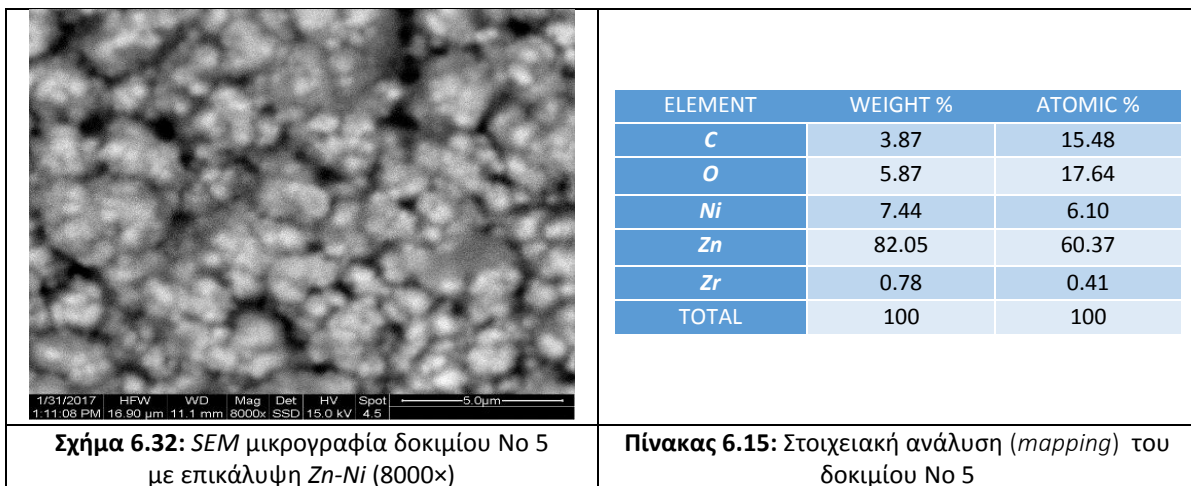 1/31/2017 HFW WD Mag Det HV Spot 5.0μm
1:11:08 PM 16.90 μm 11.1 mm 8000x SSD 15.0 kV 4.5
ELEMENT WEIGHT % ATOMIC %
C 3.87 15.48
O 5.87 17.64
Ni 7.44 6.10
Zn 82.05 60.37
Zr 0.78 0.41
TOTAL 100 100
Σχήμα 6.32: SEM μικρογραφία δοκιμίου Νο 5
με επικάλυψη Zn-Ni (8000×)
Πίνακας 6.15: Στοιχειακή ανάλυση (mapping) του
δοκιμίου Νο 5